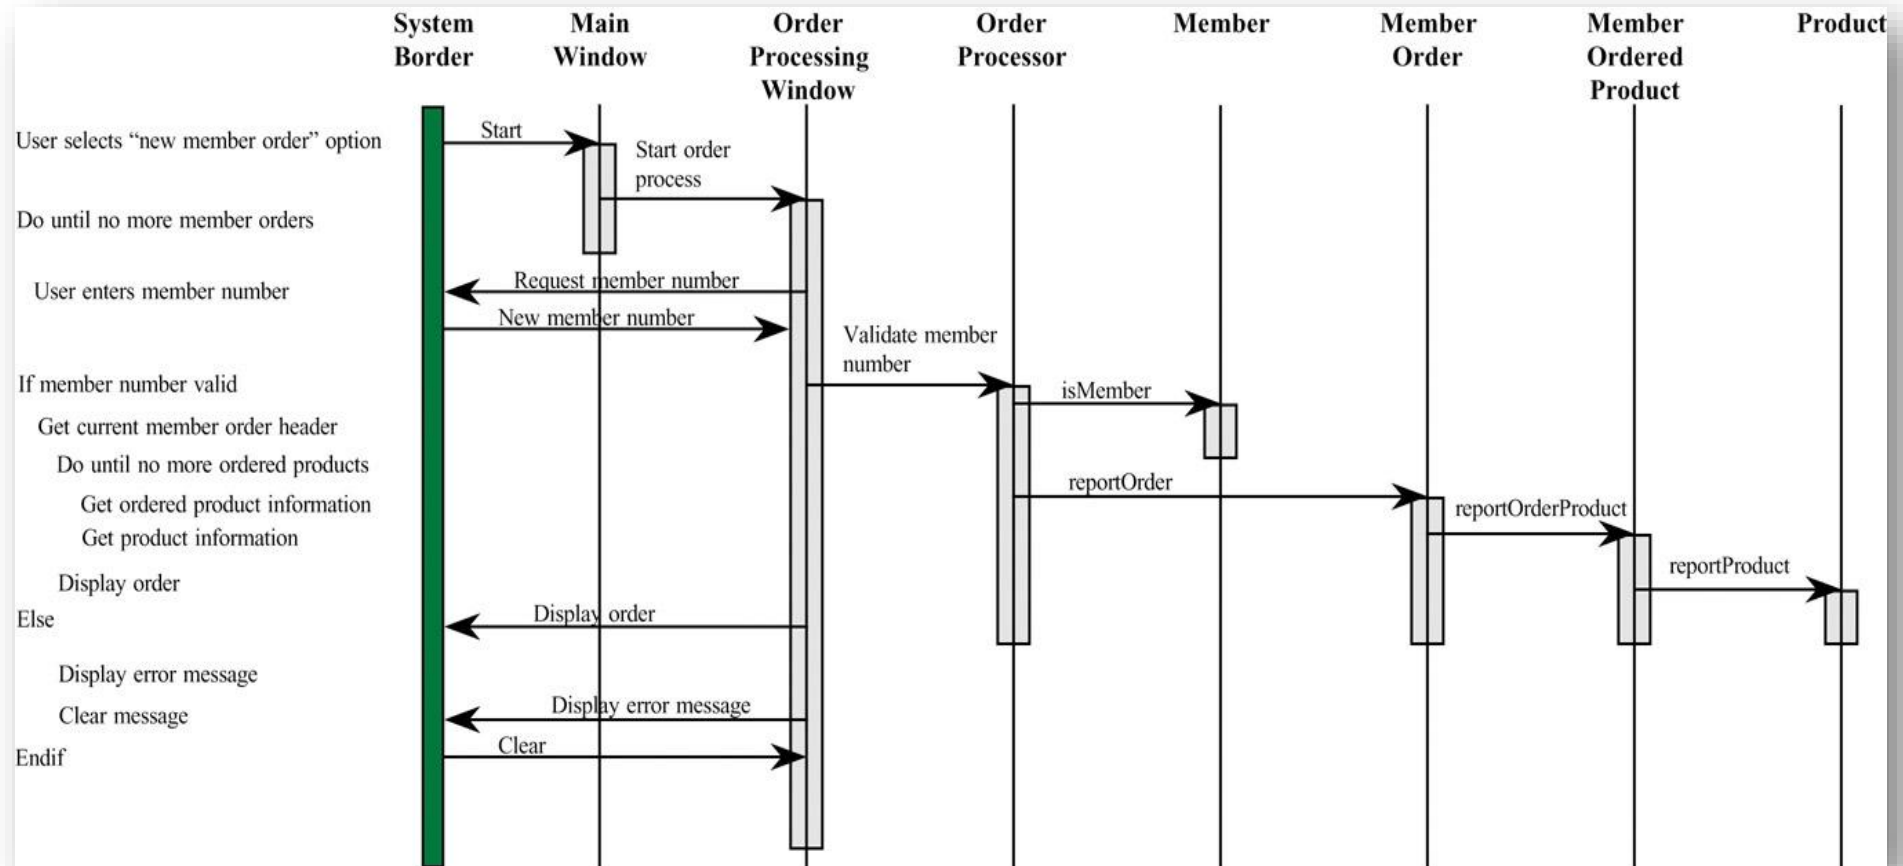 System Border
Main Window
Order Processing Window
Order Processor
Member
Member Order
Member Ordered Product
Product
User selects “new member order” option
Start
Start order
process
Do until no more member orders
Request member number
User enters member number
New member number
Validate member
number
If member number valid
isMember
Get current member order header
Do until no more ordered products
reportOrder
Get ordered product information
reportOrderProduct
Get product information
reportProduct
Display order
Else
Display order
Display error message
Clear message
Display error message
Clear
Endif